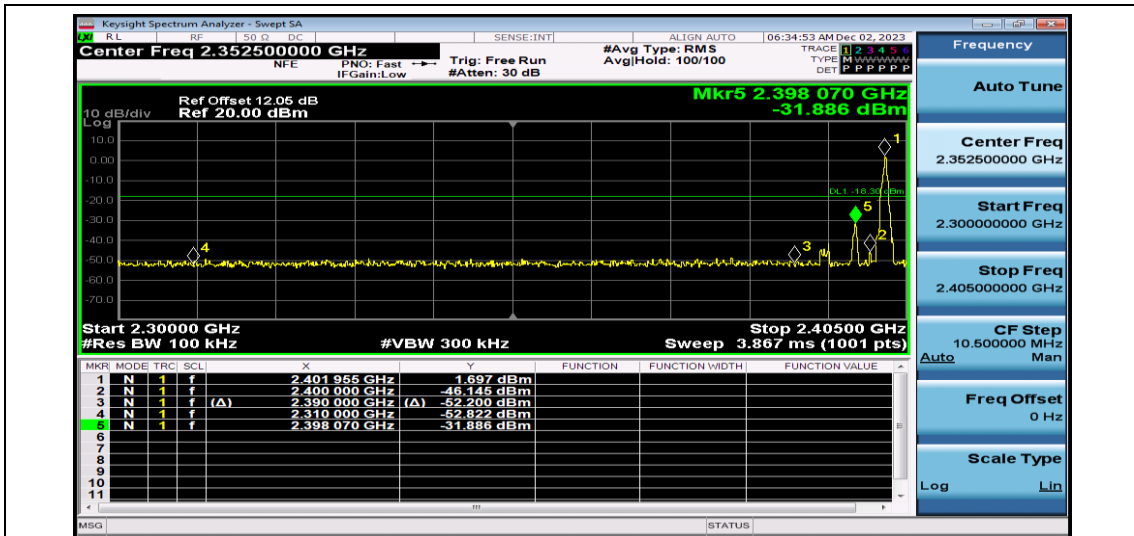 Keysight Spectrum Analyzer - Swept SA
LXI RL RF 50 Ω DC SENSE:INT ALIGN AUTO 06:34:53 AM Dec 02, 2023
Center Freq 2.352500000 GHz
NFE PNO: Fast Trig: Free Run #Avg Type: RMS TRACE 1 2 3 4 5 6
IFGain:Low #Atten: 30 dB Avg|Hold: 100/100 TYPE M WWWWW
DET P P P P P P
Mkr5 2.398 070 GHz
-31.886 dBm
Ref Offset 12.05 dB
10 dB/div Ref 20.00 dBm
Log
10.0
0.00
-10.0
-20.0
-30.0
-40.0
-50.0
-60.0
-70.0
1
DL1 -18.30 dBm
5
2
3
4
Start 2.30000 GHz Stop 2.40500 GHz
#Res BW 100 kHz #VBW 300 kHz Sweep 3.867 ms (1001 pts)
MKR MODE TRC SCL X Y FUNCTION FUNCTION WIDTH FUNCTION VALUE
1 N 1 f 2.401 955 GHz 1.697 dBm
2 N 1 f 2.400 000 GHz -46.145 dBm
3 N 1 f (Δ) 2.390 000 GHz (Δ) -52.200 dBm
4 N 1 f 2.310 000 GHz -52.822 dBm
5 N 1 f 2.398 070 GHz -31.886 dBm
6
7
8
9
10
11
MSG STATUS
Frequency
Auto Tune
Center Freq
2.352500000 GHz
Start Freq
2.300000000 GHz
Stop Freq
2.405000000 GHz
CF Step
10.500000 MHz
Auto Man
Freq Offset
0 Hz
Scale Type
Log Lin